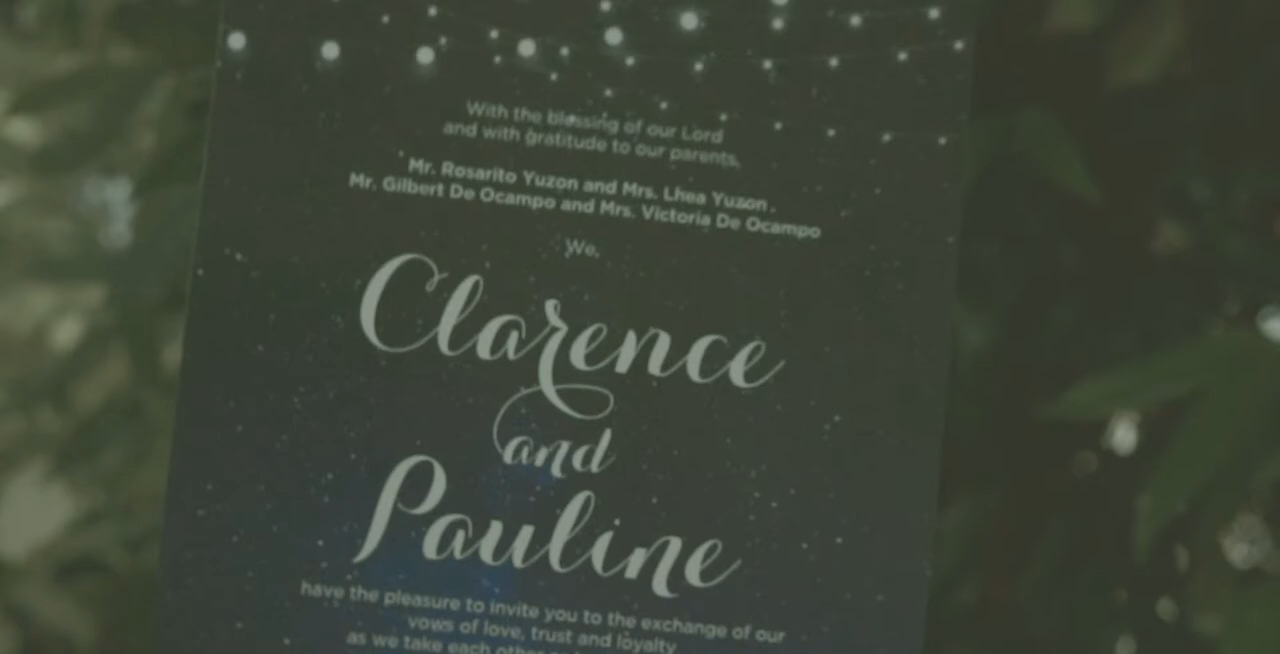 With the blessing of our Lord
and with gratitude to our parents,
Mr. Rosarito Yuzon and Mrs. Lhea Yuzon,
Mr. Gilbert De Ocampo and Mrs. Victoria De Ocampo
We,
Clarence
and
Pauline
have the pleasure to invite you to the exchange of our
vows of love, trust and loyalty
as we take each other